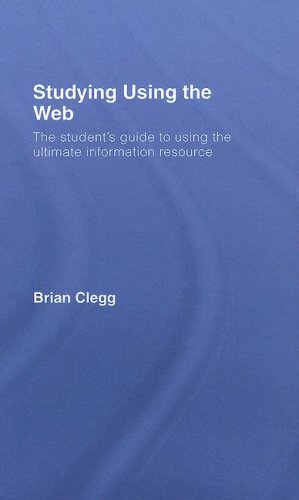 Studying Using the
Web
The student's guide to using the
ultimate information resource
Brian Clegg